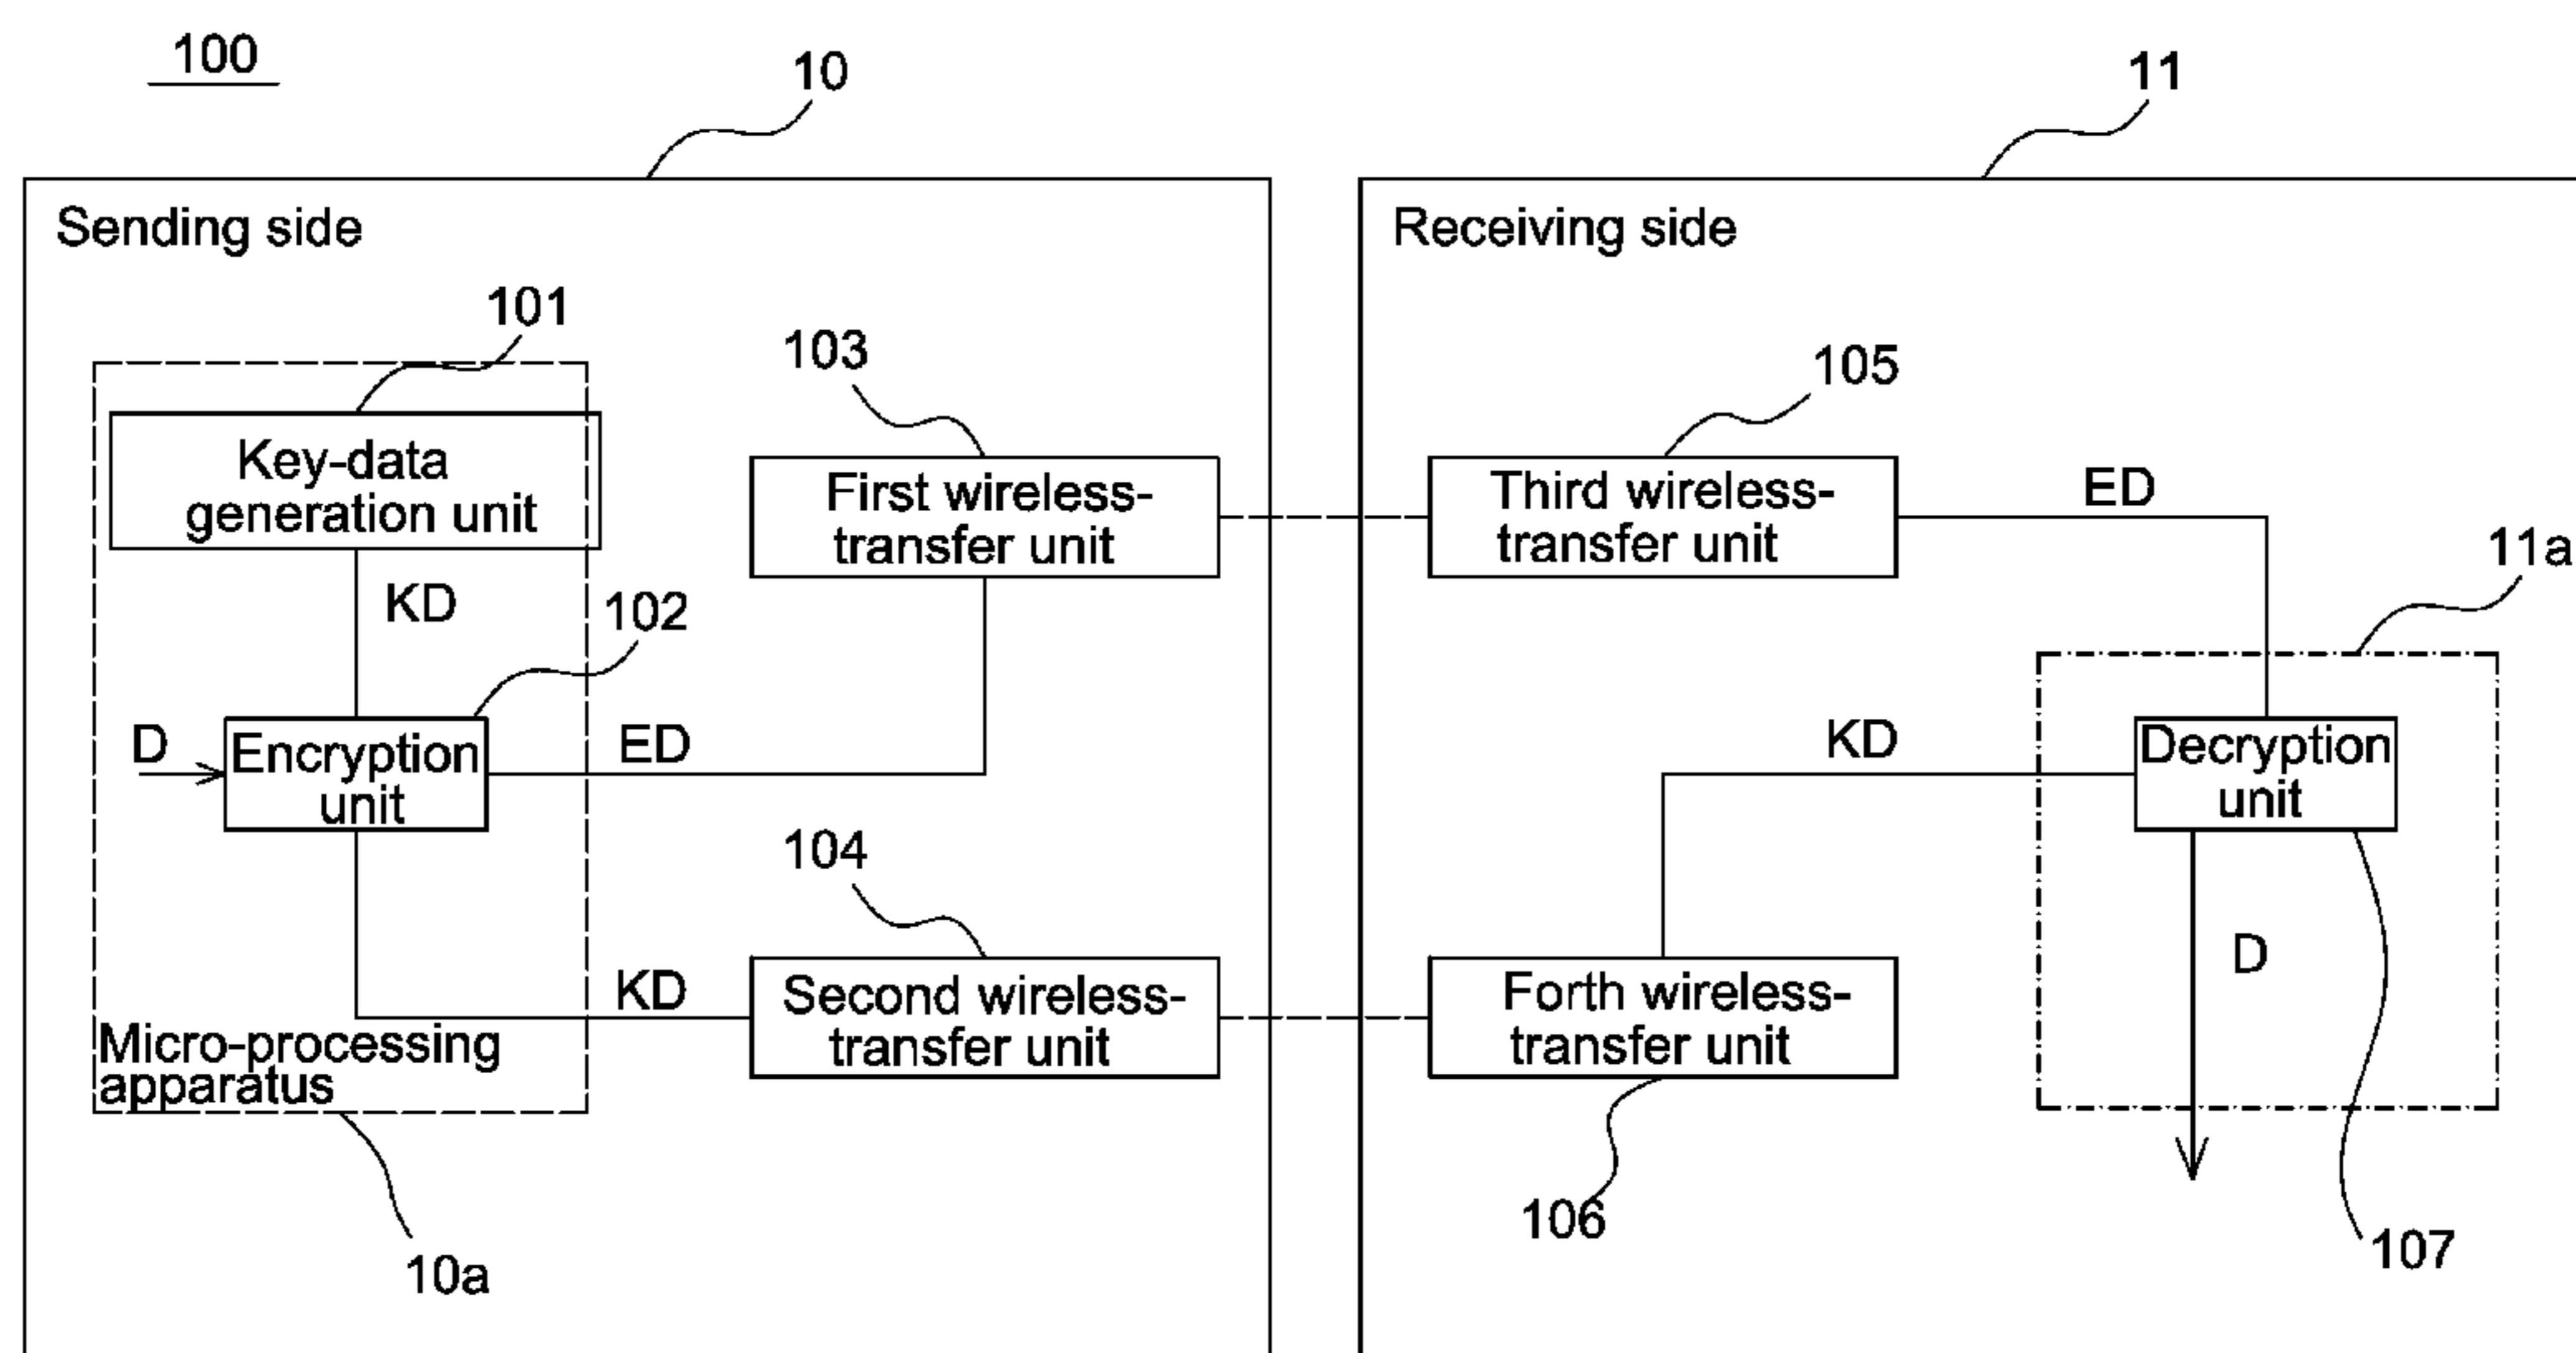 100
10
11
Sending side
Receiving side
101
103
105
Key-data
generation unit
First wireless-
transfer unit
Third wireless-
transfer unit
ED
11a
KD
102
D
Encryption
unit
ED
KD
Decryption
unit
104
D
KD
Second wireless-
transfer unit
Forth wireless-
transfer unit
Micro-processing
apparatus
106
107
10a